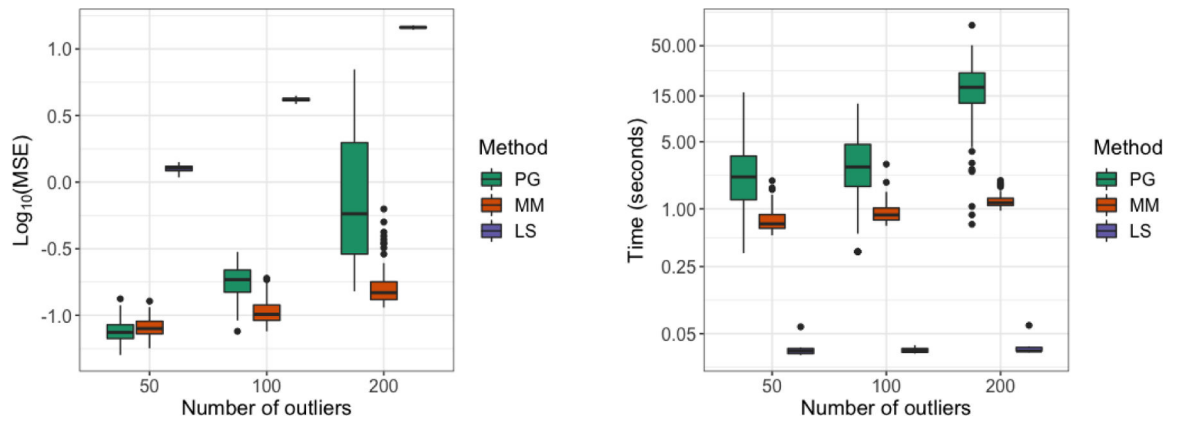 Log10(MSE)
1.0
0.5
0.0
-0.5
-1.0
50
100
200
Number of outliers
Method
PG
MM
LS
Time (seconds)
50.00
15.00
5.00
1.00
0.25
0.05
50
100
200
Number of outliers
Method
PG
MM
LS